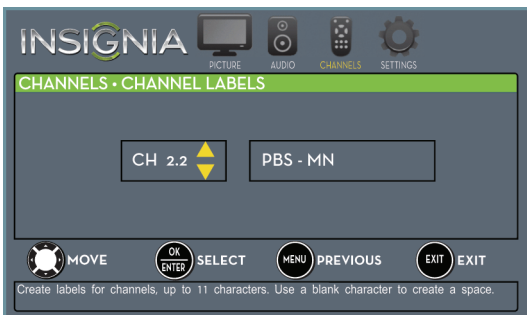 INSIGNIA
PICTURE AUDIO CHANNELS SETTINGS
CHANNELS • CHANNEL LABELS
CH 2.2 PBS - MN
MOVE OK ENTER SELECT MENU PREVIOUS EXIT EXIT
Create labels for channels, up to 11 characters. Use a blank character to create a space.